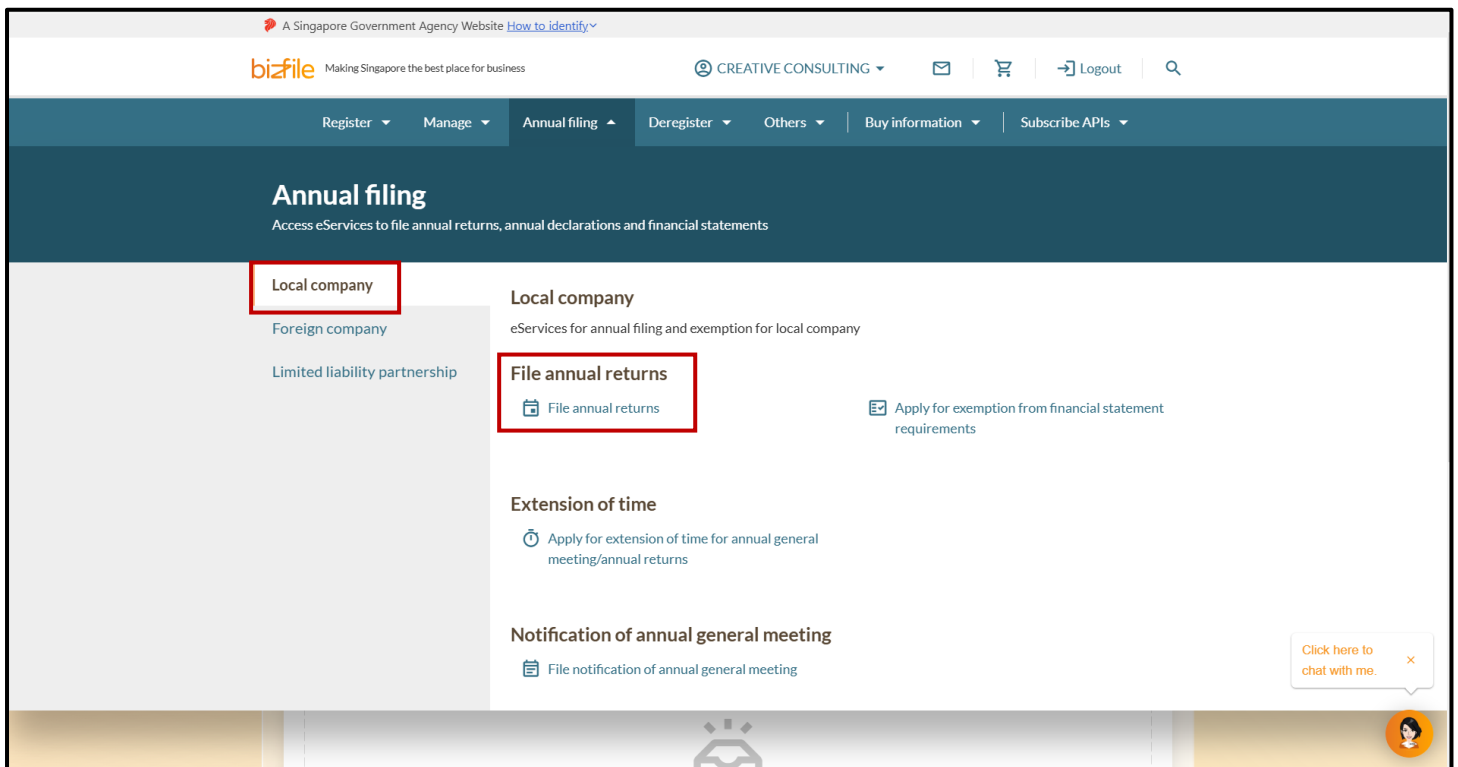 A Singapore Government Agency Website How to identify
bizfile Making Singapore the best place for business CREATIVE CONSULTING Logout
Register Manage Annual filing Deregister Others Buy information Subscribe APIs
Annual filing
Access eServices to file annual returns, annual declarations and financial statements
Local company
Foreign company
Limited liability partnership
Local company
eServices for annual filing and exemption for local company
File annual returns
File annual returns
Apply for exemption from financial statement
requirements
Extension of time
Apply for extension of time for annual general
meeting/annual returns
Notification of annual general meeting
File notification of annual general meeting
Click here to
chat with me.